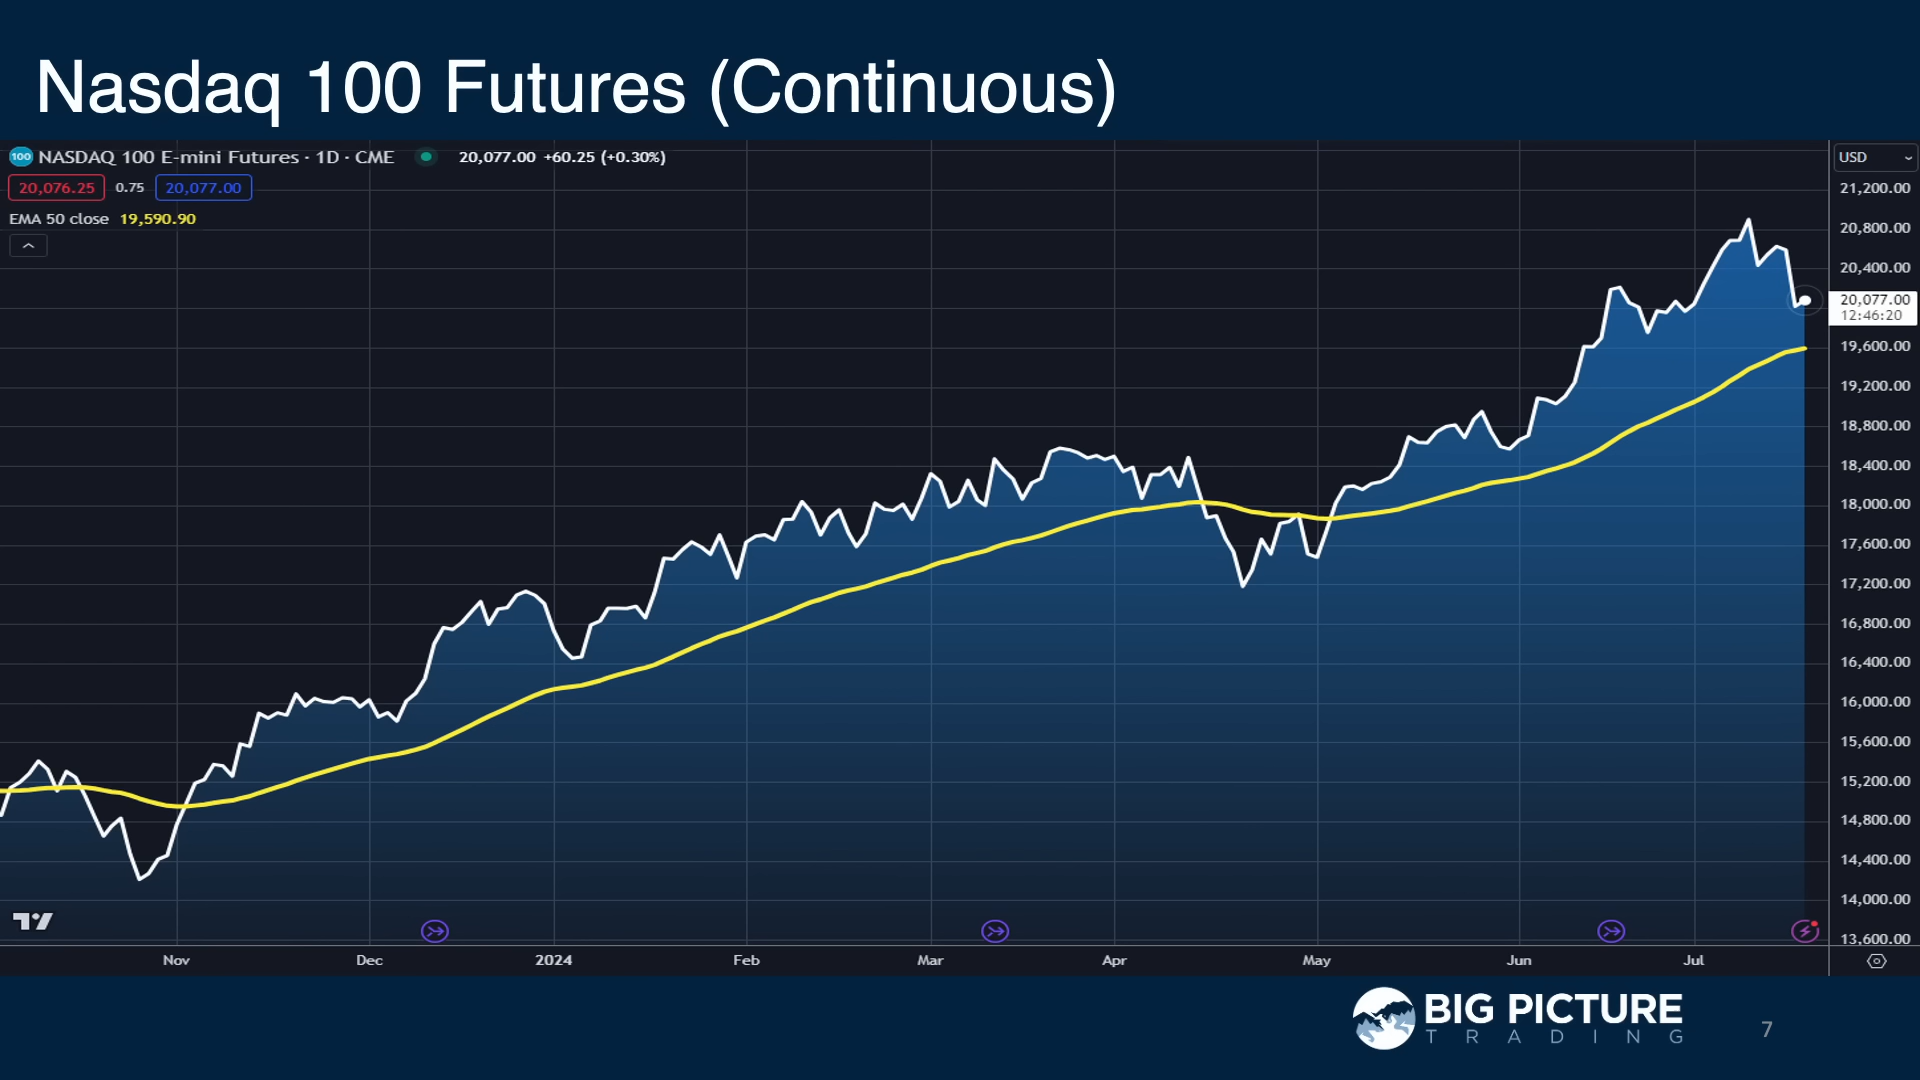 Nasdaq 100 Futures (Continuous)
100 NASDAQ 100 E-mini Futures · 1D · CME 20,077.00 +60.25 (+0.30%)
20,076.25 0.75 20,077.00
EMA 50 close 19,590.90
USD
21,200.00
20,800.00
20,400.00
20,077.00
12:46:20
19,600.00
19,200.00
18,800.00
18,400.00
18,000.00
17,600.00
17,200.00
16,800.00
16,400.00
16,000.00
15,600.00
15,200.00
14,800.00
14,400.00
14,000.00
13,600.00
Nov Dec 2024 Feb Mar Apr May Jun Jul
BIG PICTURE
TRADING
7